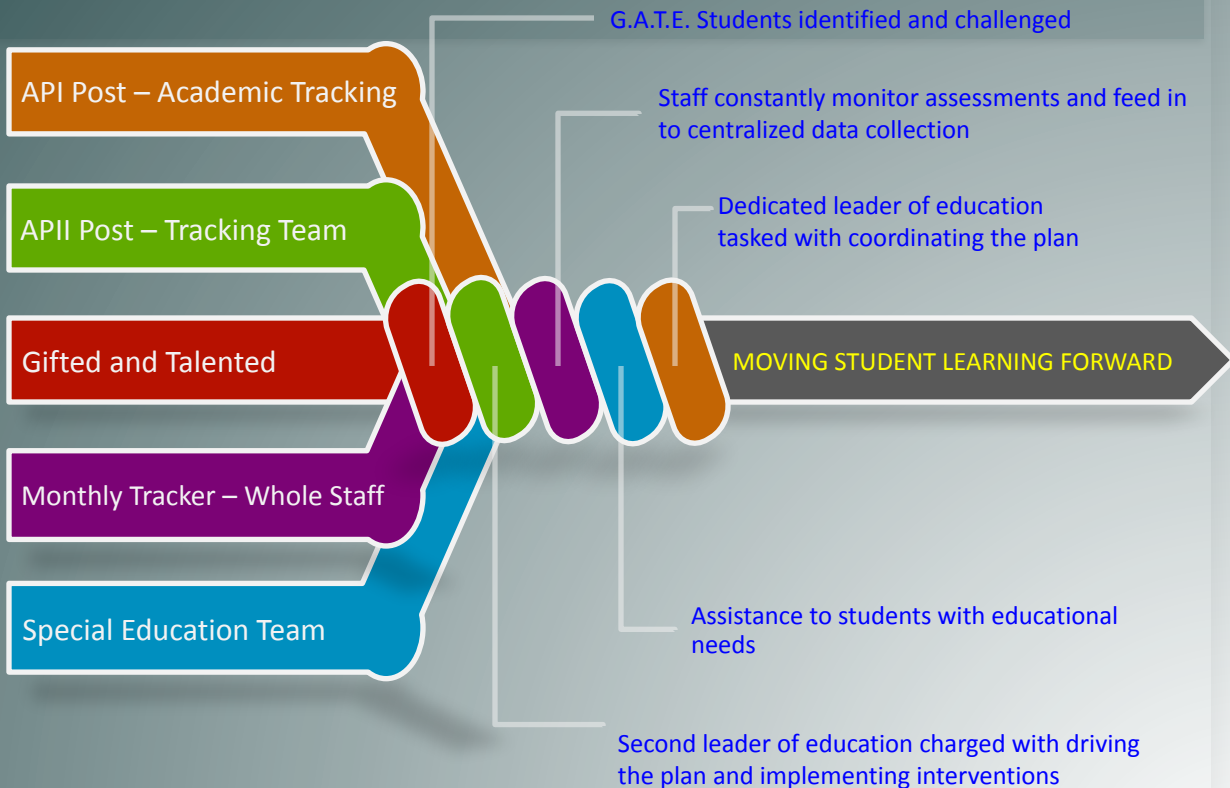 G.A.T.E. Students identified and challenged
API Post – Academic Tracking
Staff constantly monitor assessments and feed in
to centralized data collection
APII Post – Tracking Team
Dedicated leader of education
tasked with coordinating the plan
Gifted and Talented
MOVING STUDENT LEARNING FORWARD
Monthly Tracker – Whole Staff
Special Education Team
Assistance to students with educational
needs
Second leader of education charged with driving
the plan and implementing interventions